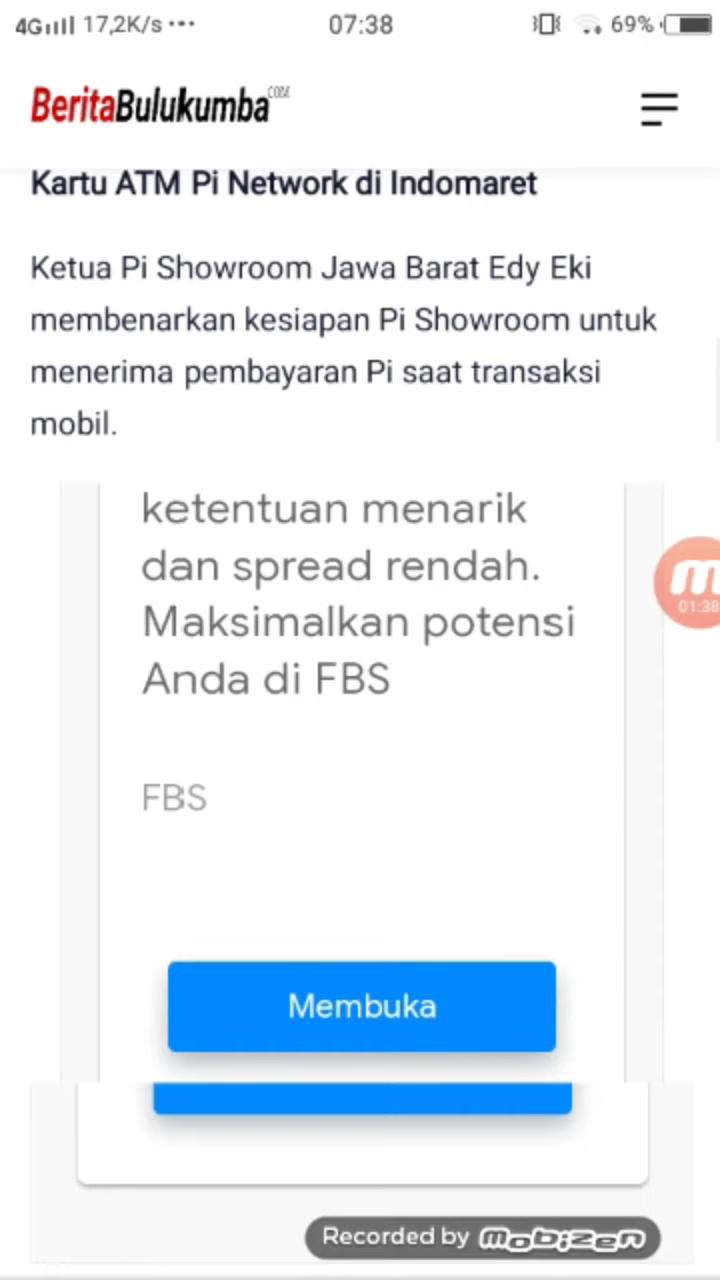 4G 17,2K/s ... 07:38 69%
BeritaBulukumba.COM
Kartu ATM Pi Network di Indomaret
Ketua Pi Showroom Jawa Barat Edy Eki
membenarkan kesiapan Pi Showroom untuk
menerima pembayaran Pi saat transaksi
mobil.
ketentuan menarik
dan spread rendah.
Maksimalkan potensi
Anda di FBS
m
01:38
FBS
Membuka
Recorded by mobizen